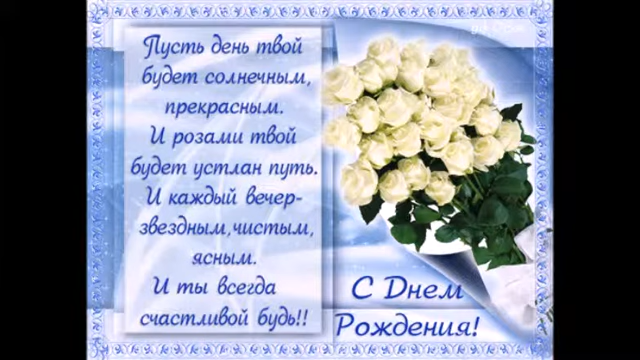 Пусть день твой
будет солнечным,
прекрасным.
И розами твой
будет устлан путь.
И каждый вечер-
звездным,чистым,
ясным.
И ты всегда
счастливой будь!!
С Днем
Рождения!